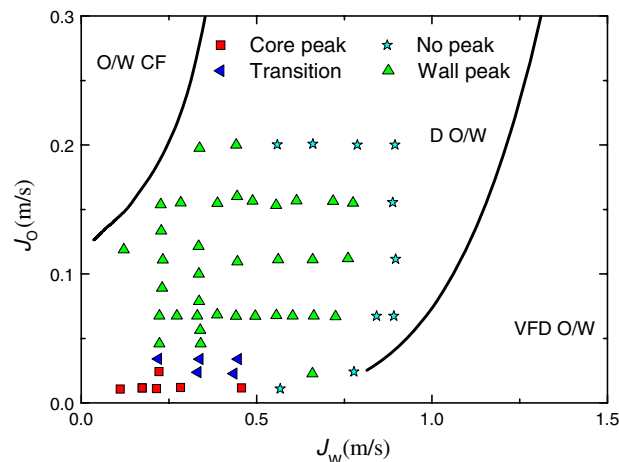 0.3
O/W CF
Core peak
No peak
Transition
Wall peak
0.2
D O/W
J_O(m/s)
0.1
VFD O/W
0.0
0.0 0.5 1.0 1.5
J_W(m/s)